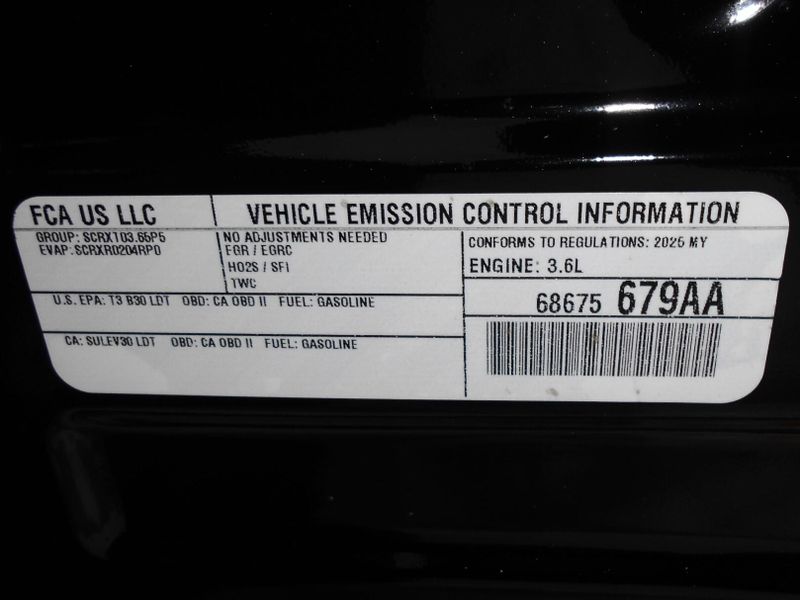 FCA US LLC
VEHICLE EMISSION CONTROL INFORMATION
GROUP: SCRXT03.65P5
EVAP: SCRXR0204RP0
NO ADJUSTMENTS NEEDED
EGR / EGRC
HO2S / SFI
TWC
CONFORMS TO REGULATIONS: 2025 MY
ENGINE: 3.6L
U.S. EPA: T3 B30 LDT OBD: CA OBD II FUEL: GASOLINE
68675 679AA
CA: SULEV30 LDT OBD: CA OBD II FUEL: GASOLINE